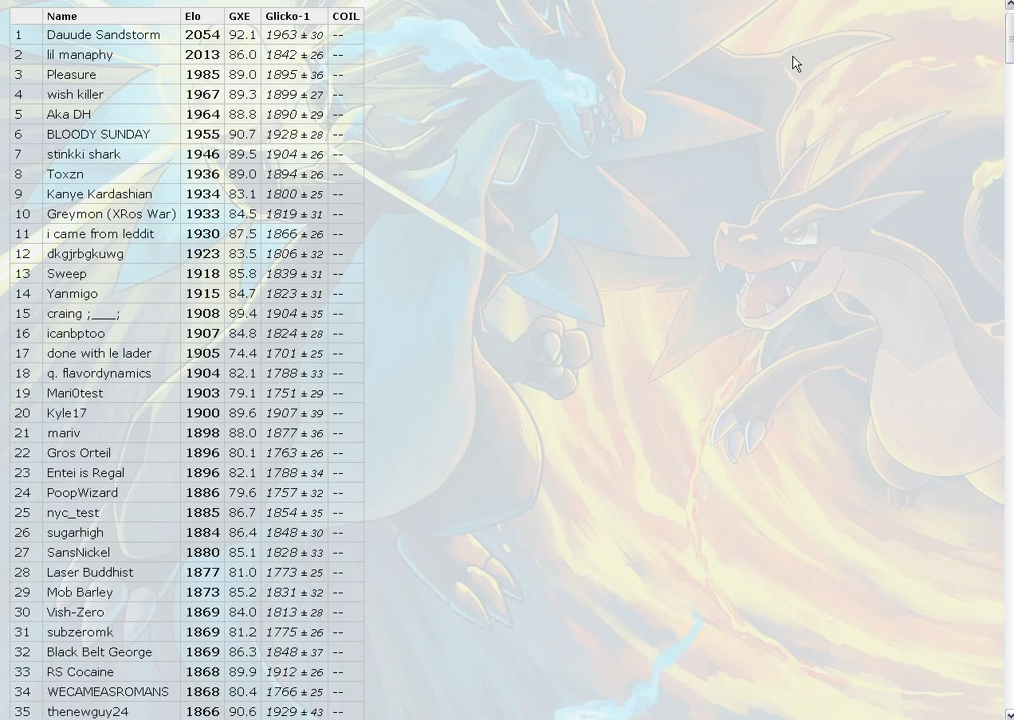 Name Elo GXE Glicko-1 COIL
1 Dauude Sandstorm 2054 92.1 1963 ± 30 --
2 lil manaphy 2013 86.0 1842 ± 26 --
3 Pleasure 1985 89.0 1895 ± 36 --
4 wish killer 1967 89.3 1899 ± 27 --
5 Aka DH 1964 88.8 1890 ± 29 --
6 BLOODY SUNDAY 1955 90.7 1928 ± 28 --
7 stinkki shark 1946 89.5 1904 ± 26 --
8 Toxzn 1936 89.0 1894 ± 26 --
9 Kanye Kardashian 1934 83.1 1800 ± 25 --
10 Greymon (XRos War) 1933 84.5 1819 ± 31 --
11 i came from leddit 1930 87.5 1866 ± 26 --
12 dkgjrbgkuwg 1923 83.5 1806 ± 32 --
13 Sweep 1918 85.8 1839 ± 31 --
14 Yanmigo 1915 84.7 1823 ± 31 --
15 craing ;____; 1908 89.4 1904 ± 35 --
16 icanbptoo 1907 84.8 1824 ± 28 --
17 done with le lader 1905 74.4 1701 ± 25 --
18 q. flavordynamics 1904 82.1 1788 ± 33 --
19 Mari0test 1903 79.1 1751 ± 29 --
20 Kyle17 1900 89.6 1907 ± 39 --
21 mariv 1898 88.0 1877 ± 36 --
22 Gros Orteil 1896 80.1 1763 ± 26 --
23 Entei is Regal 1896 82.1 1788 ± 34 --
24 PoopWizard 1886 79.6 1757 ± 32 --
25 nyc_test 1885 86.7 1854 ± 35 --
26 sugarhigh 1884 86.4 1848 ± 30 --
27 SansNickel 1880 85.1 1828 ± 33 --
28 Laser Buddhist 1877 81.0 1773 ± 25 --
29 Mob Barley 1873 85.2 1831 ± 32 --
30 Vish-Zero 1869 84.0 1813 ± 28 --
31 subzeromk 1869 81.2 1775 ± 26 --
32 Black Belt George 1869 86.3 1848 ± 37 --
33 RS Cocaine 1868 89.9 1912 ± 26 --
34 WECAMEASROMANS 1868 80.4 1766 ± 25 --
35 thenewguy24 1866 90.6 1929 ± 43 --